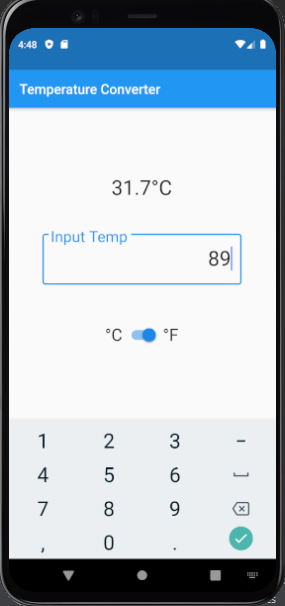 4:48
Temperature Converter
31.7°C
Input Temp
89
°C °F
1 2 3 -
4 5 6
7 8 9
, 0 .